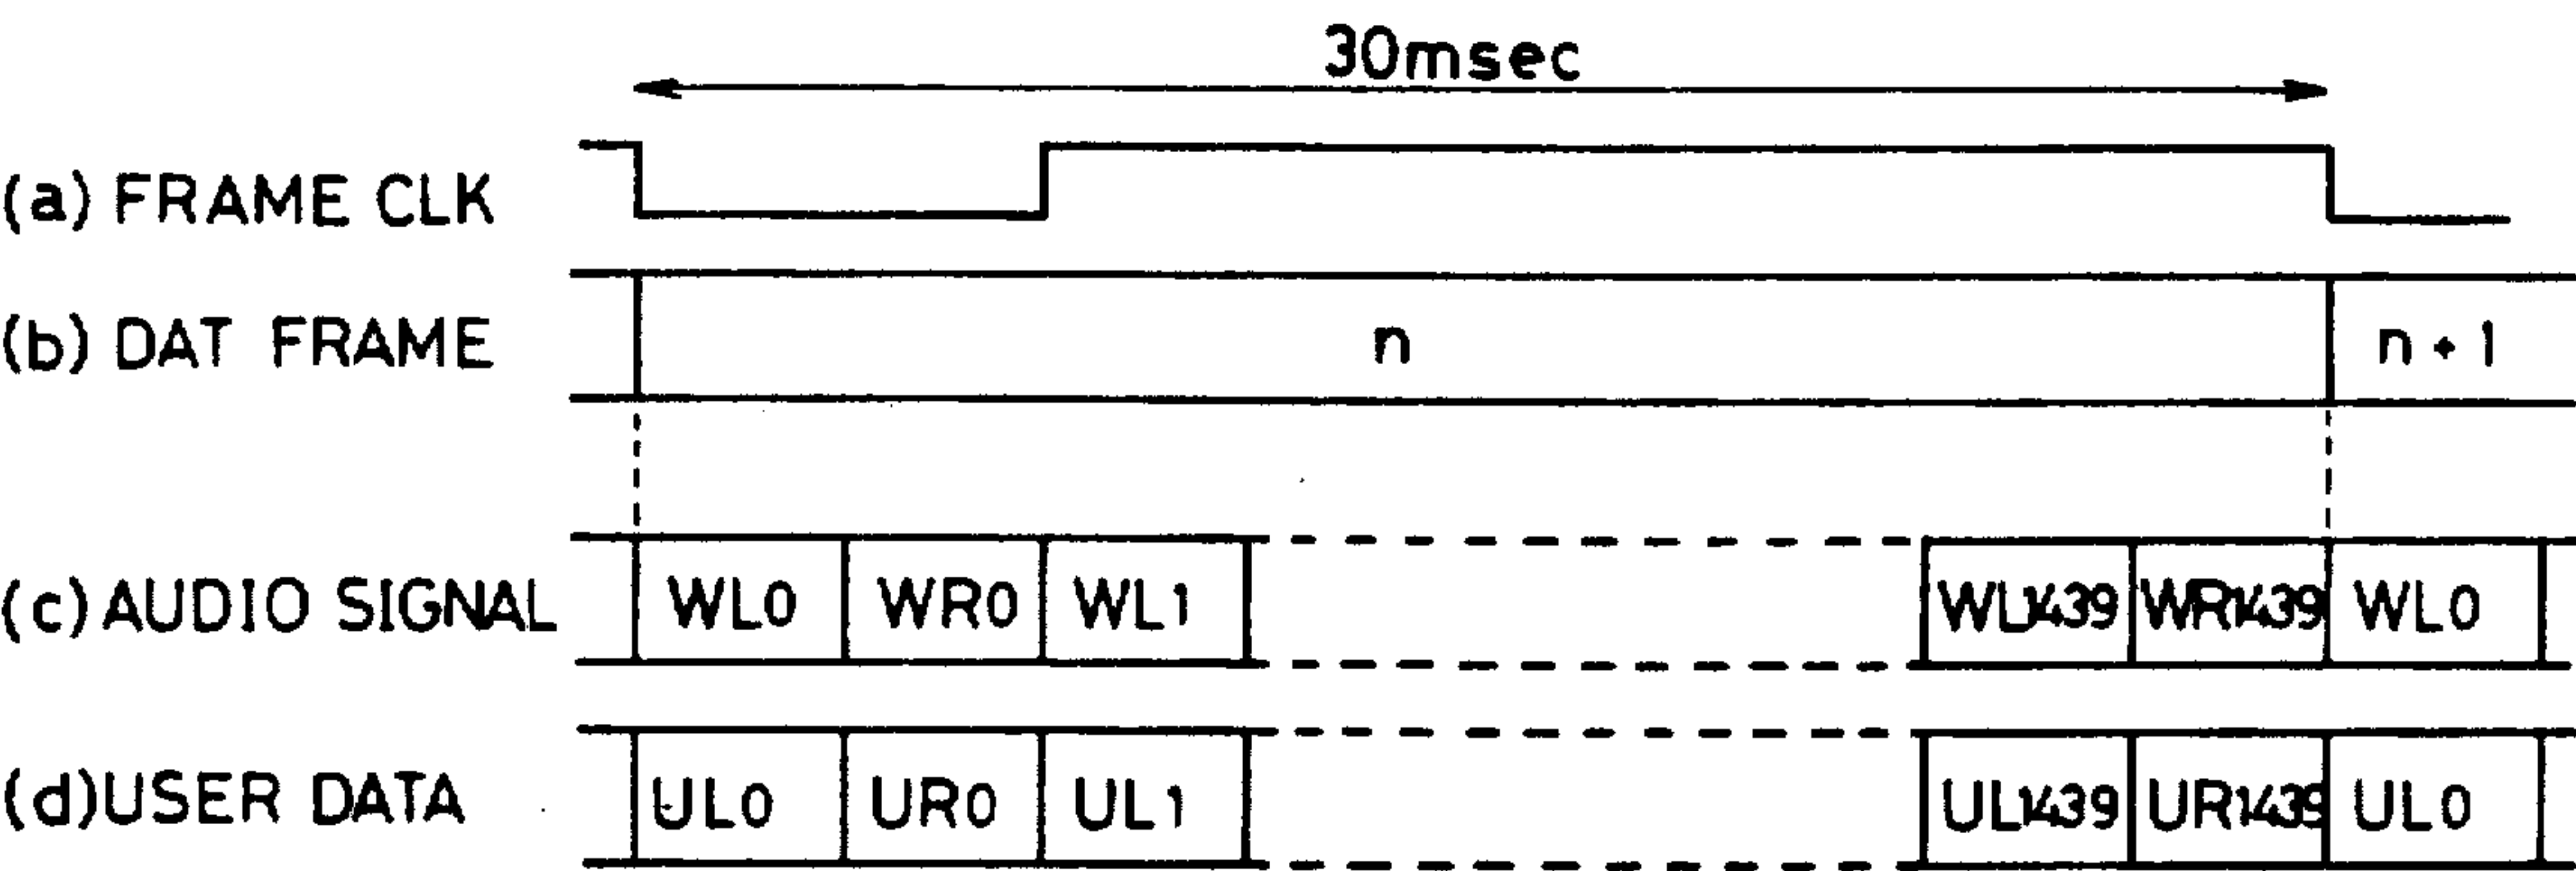 30msec
(a) FRAME CLK
(b) DAT FRAME n n+1
(c) AUDIO SIGNAL WL0 WR0 WL1 WL1439 WR1439 WL0
(d) USER DATA UL0 UR0 UL1 UL1439 UR1439 UL0